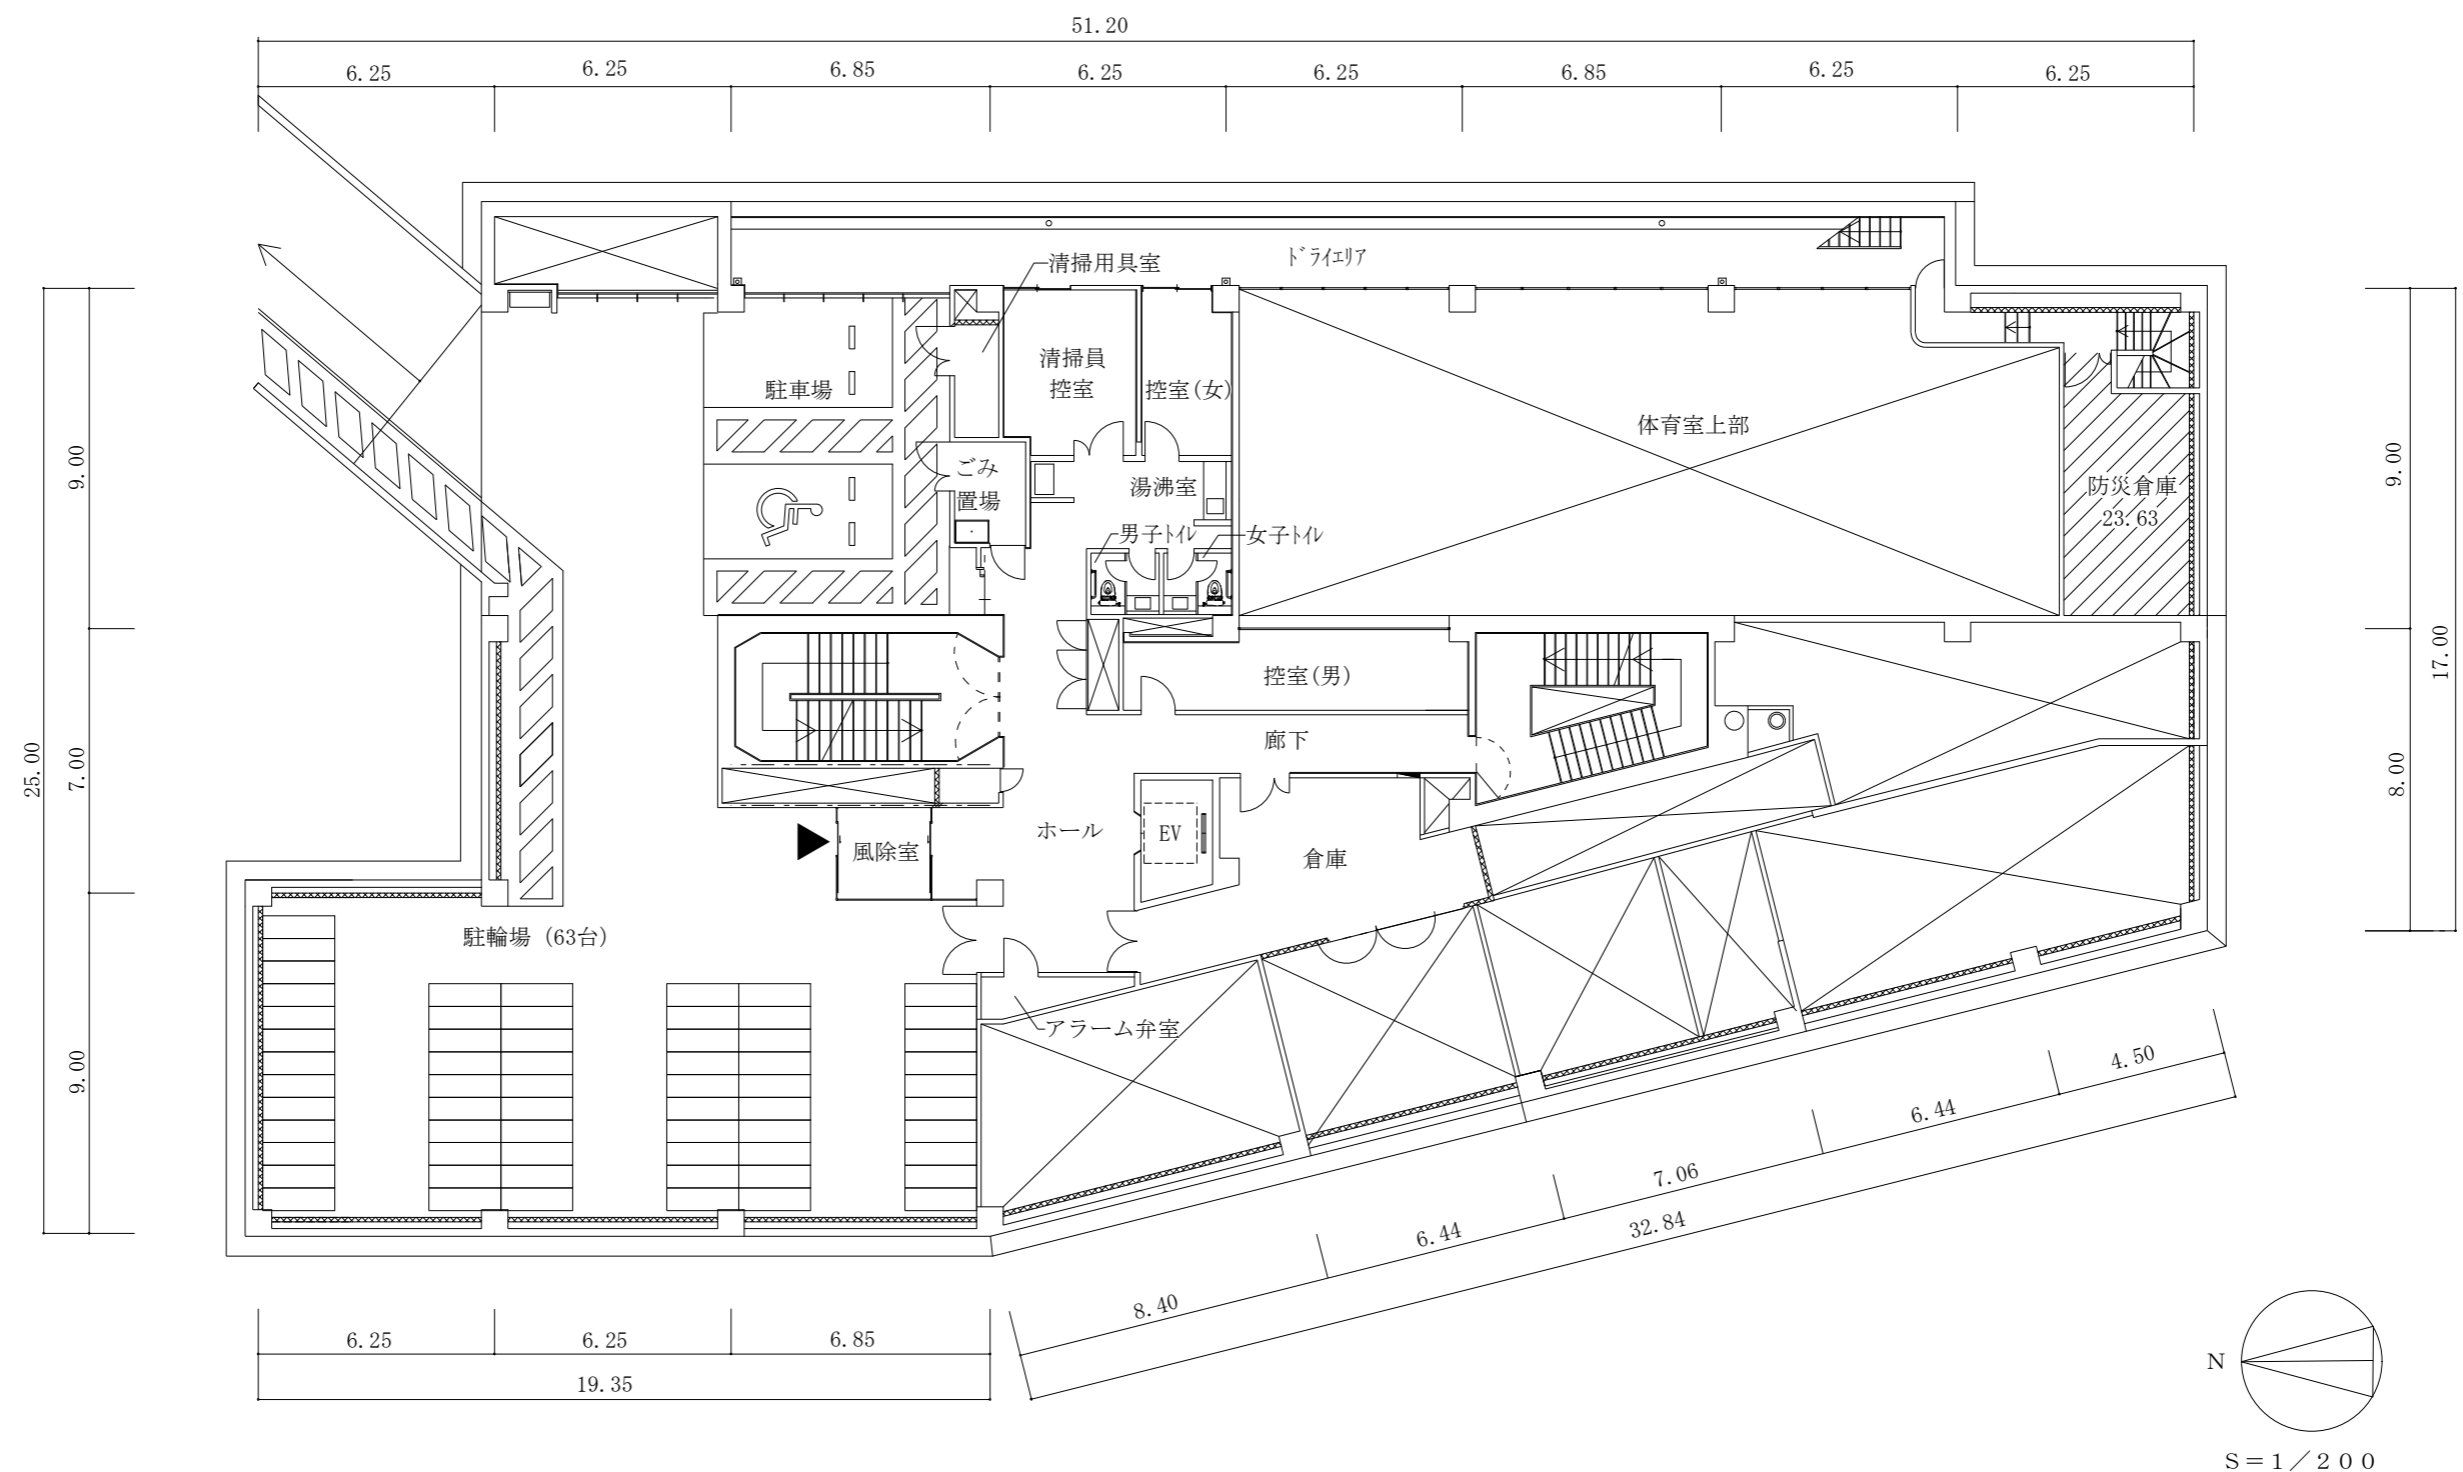 51.20
6.25
6.25
6.85
6.25
6.25
6.85
6.25
6.25
ドライエリア
清掃用具室
清掃員
控室
控室(女)
駐車場
体育室上部
ごみ
置場
湯沸室
防災倉庫
23.63
男子トイレ
女子トイレ
9.00
9.00
17.00
控室(男)
廊下
25.00
7.00
8.00
ホール
EV
風除室
倉庫
駐輪場 (63台)
アラーム弁室
9.00
4.50
6.44
7.06
32.84
6.44
8.40
6.25
6.25
6.85
19.35
N
S=1/200